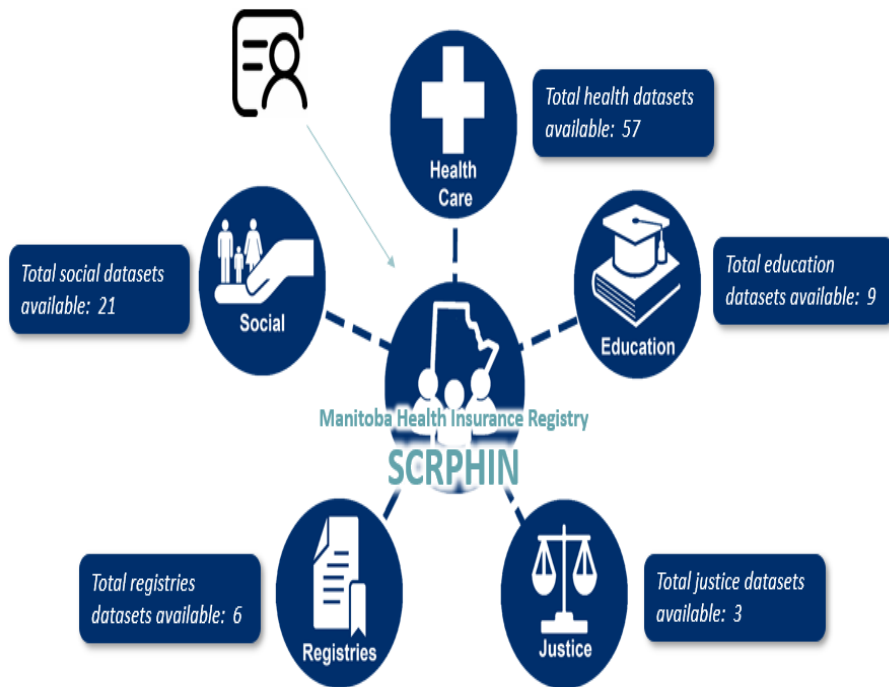 Total health datasets
available: 57
Health
Care
Total social datasets
available: 21
Social
Total education
datasets available: 9
Education
Manitoba Health Insurance Registry
SCRPHIN
Total registries
datasets available: 6
Registries
Total justice datasets
available: 3
Justice